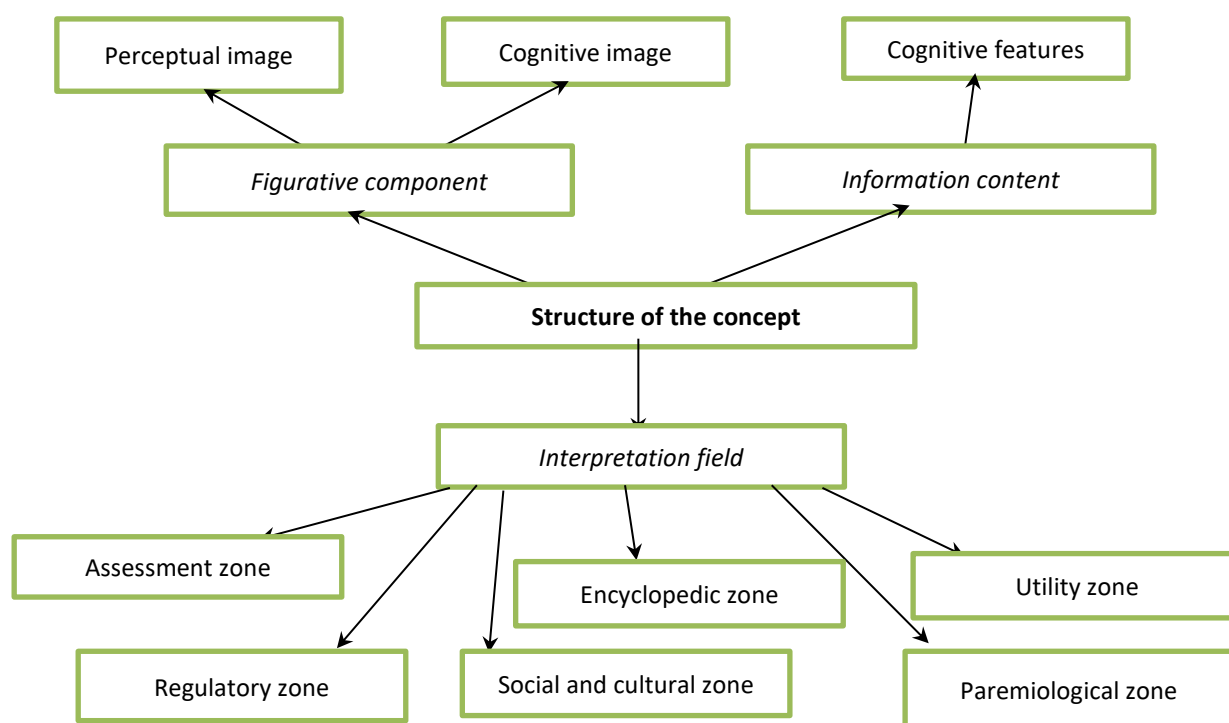 Perceptual image
Cognitive image
Cognitive features
Figurative component
Information content
Structure of the concept
Interpretation field
Assessment zone
Encyclopedic zone
Utility zone
Regulatory zone
Social and cultural zone
Paremiological zone